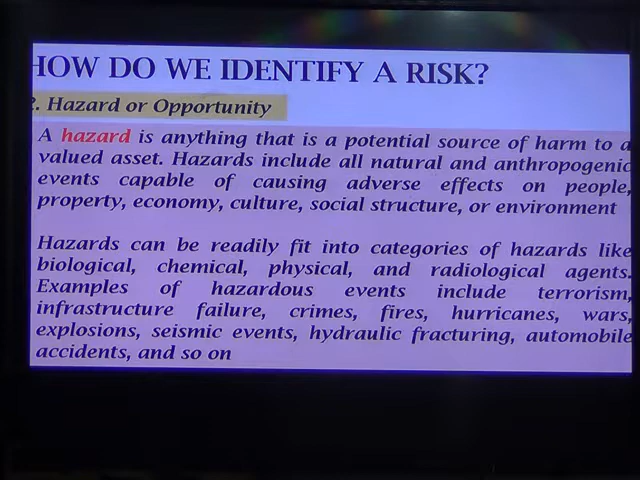 HOW DO WE IDENTIFY A RISK?
2. Hazard or Opportunity
A hazard is anything that is a potential source of harm to a
valued asset. Hazards include all natural and anthropogenic
events capable of causing adverse effects on people,
property, economy, culture, social structure, or environment
Hazards can be readily fit into categories of hazards like
biological, chemical, physical, and radiological agents.
Examples of hazardous events include terrorism,
infrastructure failure, crimes, fires, hurricanes, wars,
explosions, seismic events, hydraulic fracturing, automobile
accidents, and so on